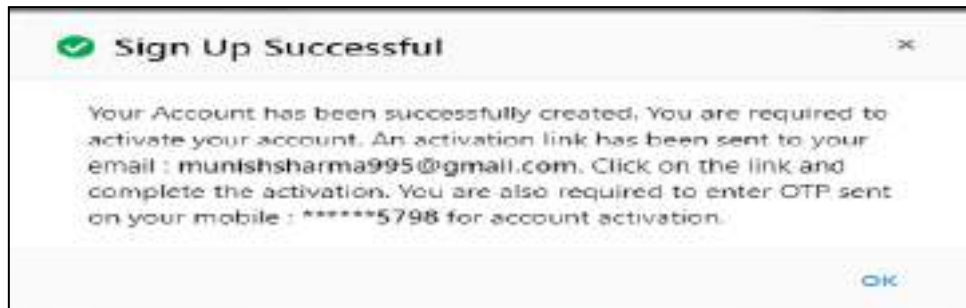 Sign Up Successful ×
Your Account has been successfully created. You are required to
activate your account. An activation link has been sent to your
email : munishsharma995@gmail.com. Click on the link and
complete the activation. You are also required to enter OTP sent
on your mobile : ******5798 for account activation.
OK